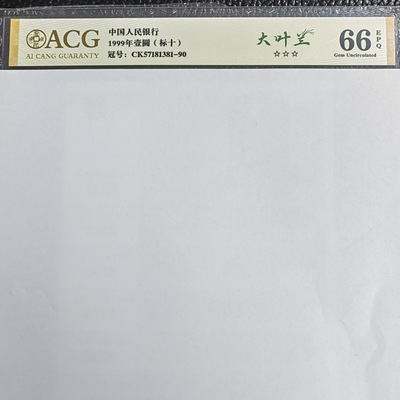 ACG
AI CANG GUARANTY
中国人民银行
1999年壹圆（标十）
冠号：CK57181381-90
大叶兰
☆☆☆
66
EPQ
Gem Uncirculated